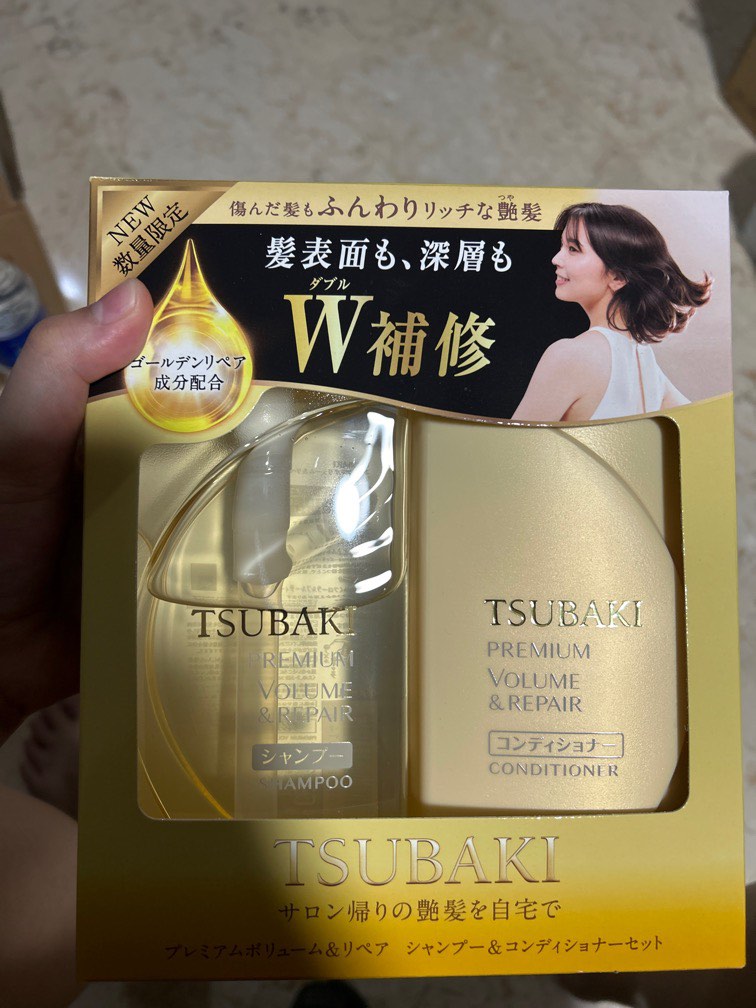 NEW
数量限定
傷んだ髪もふんわりリッチな艶髪
つや
髪表面も、深層も
ダブル
W補修
ゴールデンリペア
成分配合
TSUBAKI
PREMIUM
VOLUME
& REPAIR
シャンプー
SHAMPOO
TSUBAKI
PREMIUM
VOLUME
& REPAIR
コンディショナー
CONDITIONER
TSUBAKI
サロン帰りの艶髪を自宅で
プレミアムボリューム&リペア シャンプー&コンディショナーセット